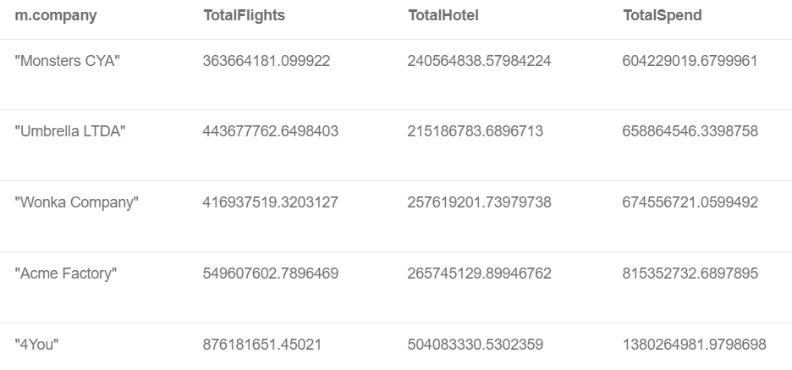 m.company TotalFlights TotalHotel TotalSpend
"Monsters CYA" 363664181.099922 240564838.57984224 604229019.6799961
"Umbrella LTDA" 443677762.6498403 215186783.6896713 658864546.3398758
"Wonka Company" 416937519.3203127 257619201.73979738 674556721.0599492
"Acme Factory" 549607602.7896469 265745129.89946762 815352732.6897895
"4You" 876181651.45021 504083330.5302359 1380264981.9798698